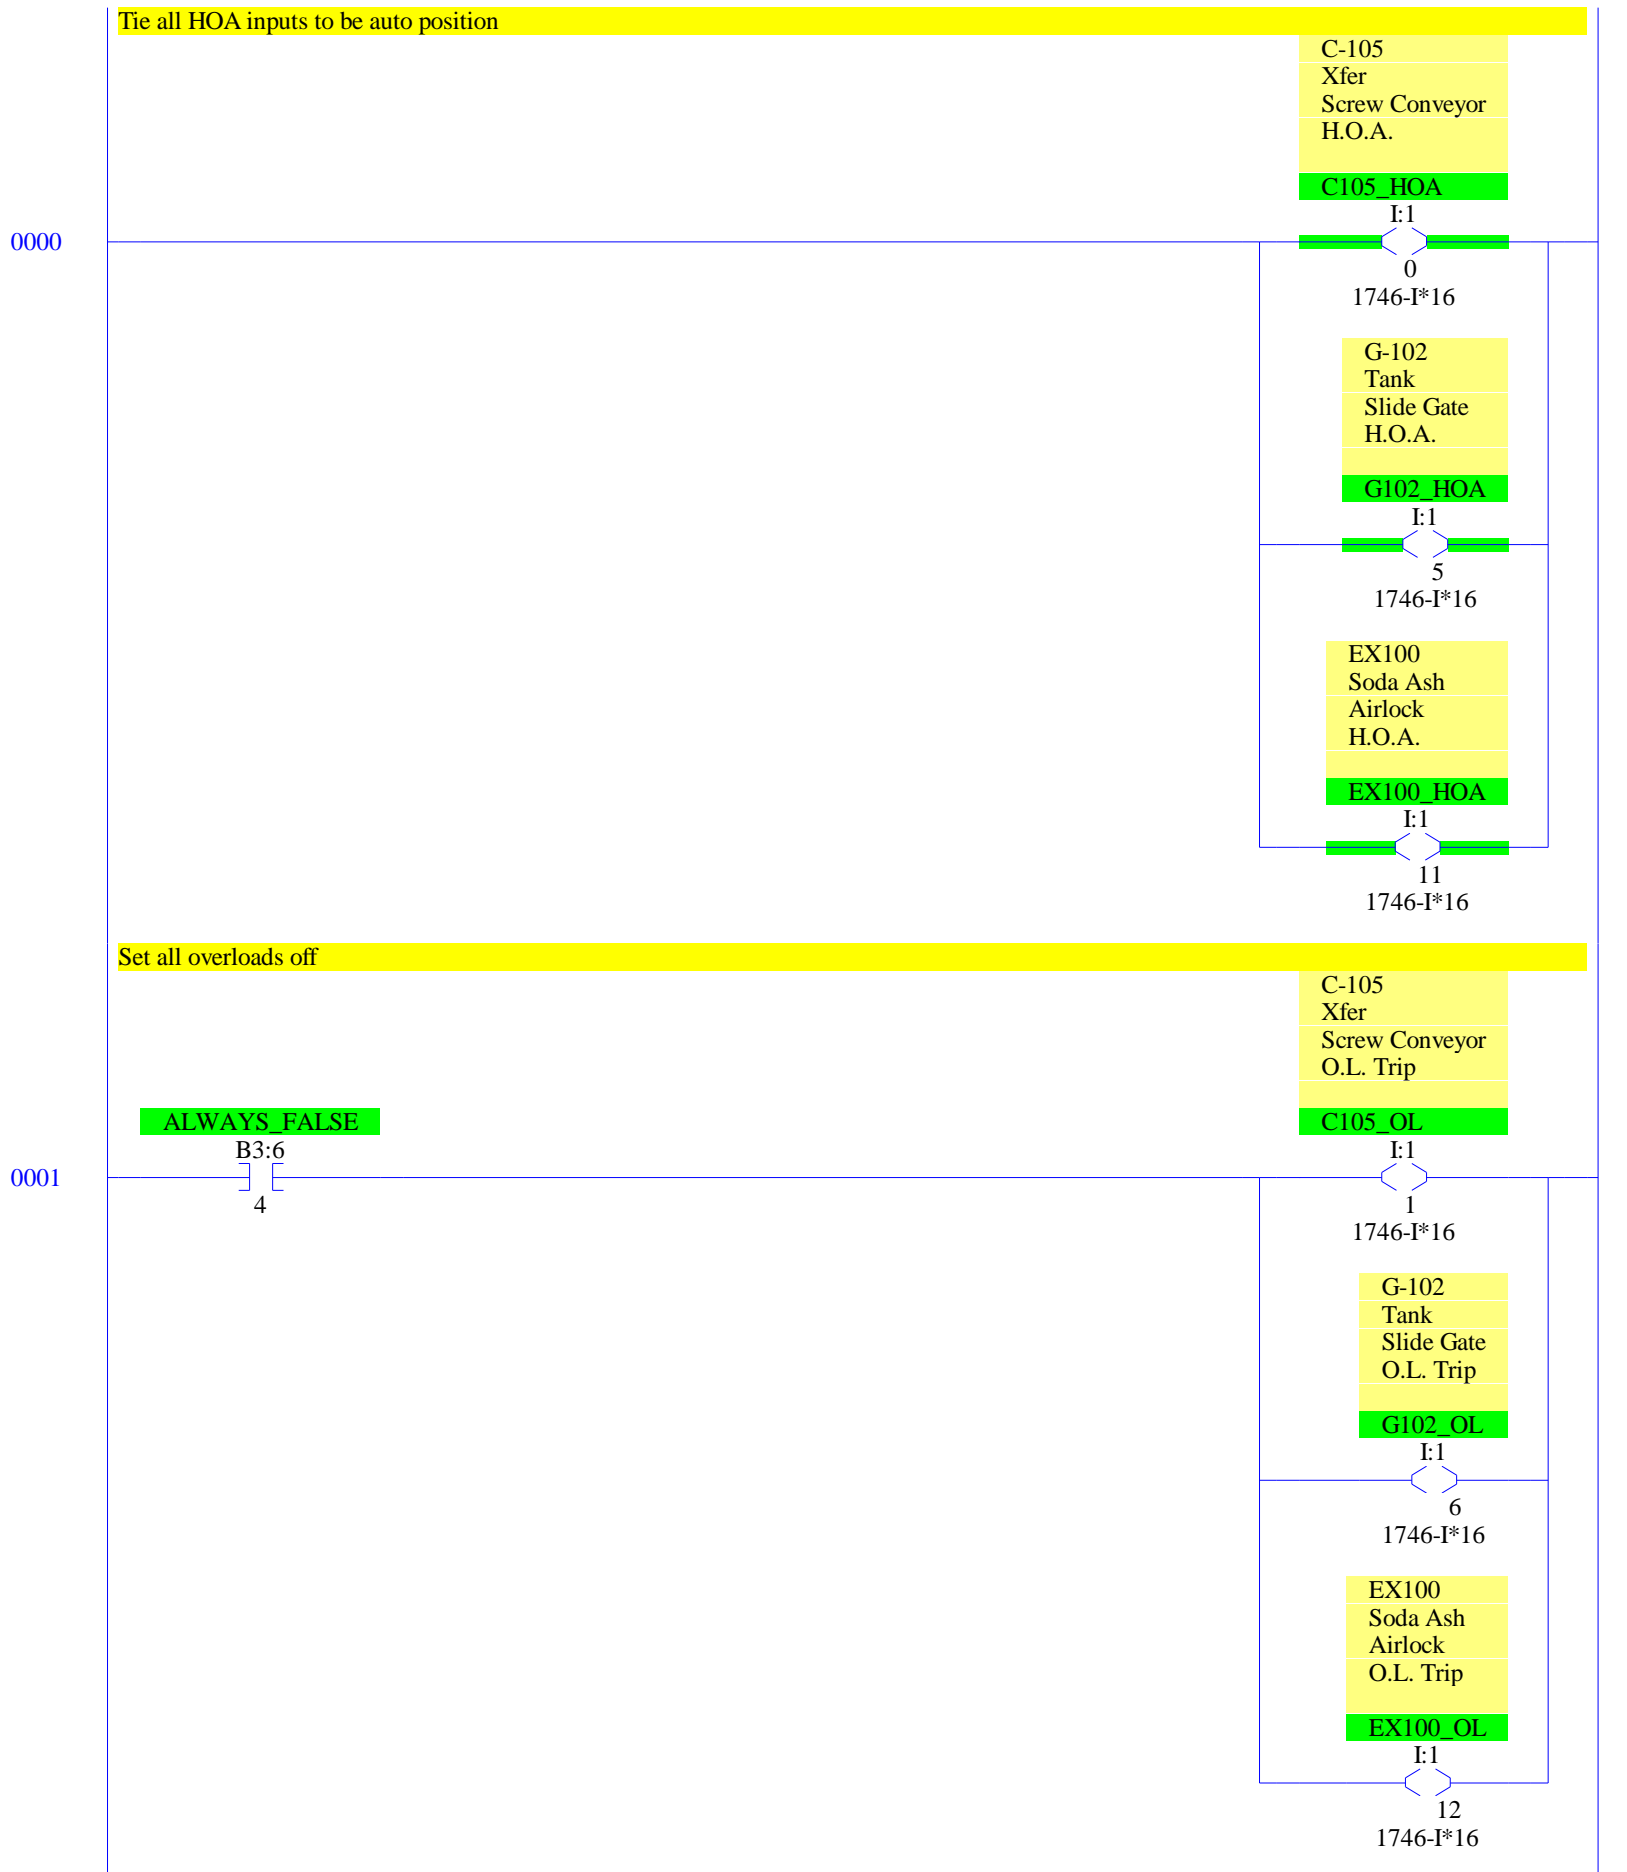 Tie all HOA inputs to be auto position
C-105
Xfer
Screw Conveyor
H.O.A.
C105_HOA
I:1
0000
0
1746-I*16
G-102
Tank
Slide Gate
H.O.A.
G102_HOA
I:1
5
1746-I*16
EX100
Soda Ash
Airlock
H.O.A.
EX100_HOA
I:1
11
1746-I*16
Set all overloads off
C-105
Xfer
Screw Conveyor
O.L. Trip
ALWAYS_FALSE
C105_OL
B3:6
I:1
0001
4
1
1746-I*16
G-102
Tank
Slide Gate
O.L. Trip
G102_OL
I:1
6
1746-I*16
EX100
Soda Ash
Airlock
O.L. Trip
EX100_OL
I:1
12
1746-I*16